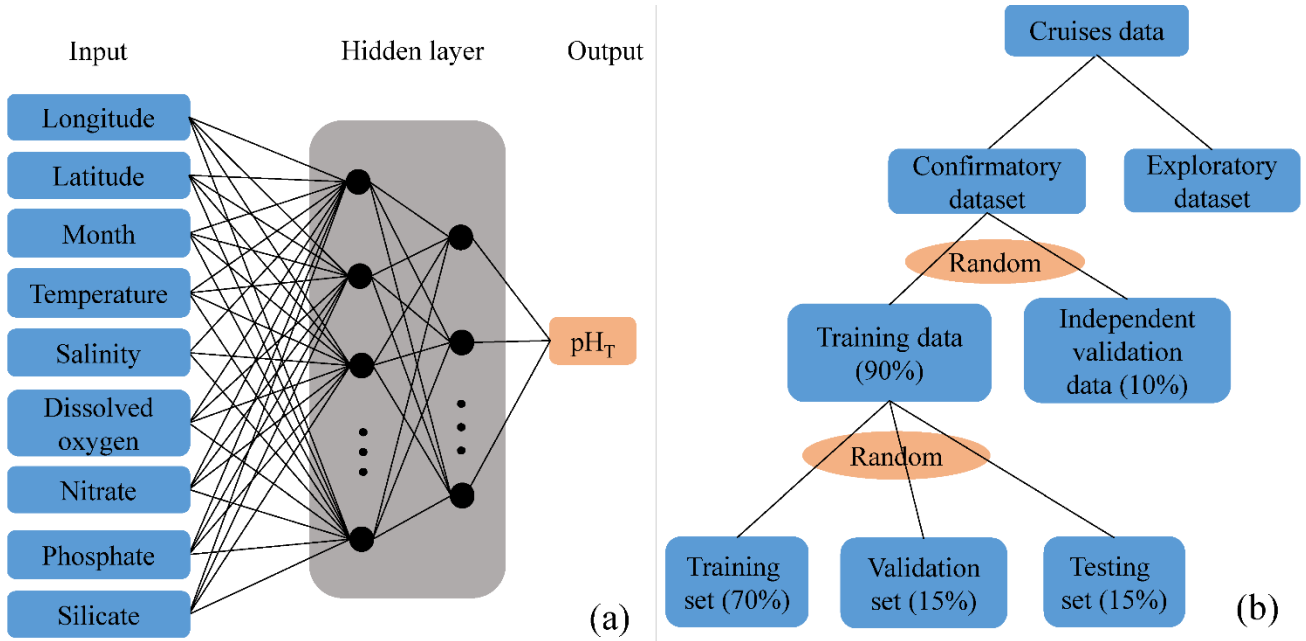 Input
Hidden layer
Output
Longitude
Latitude
Month
Temperature
Salinity
Dissolved
oxygen
Nitrate
Phosphate
Silicate
pH_T
(a)
Cruises data
Confirmatory
dataset
Exploratory
dataset
Random
Training data
(90%)
Independent
validation
data (10%)
Random
Training
set (70%)
Validation
set (15%)
Testing
set (15%)
(b)